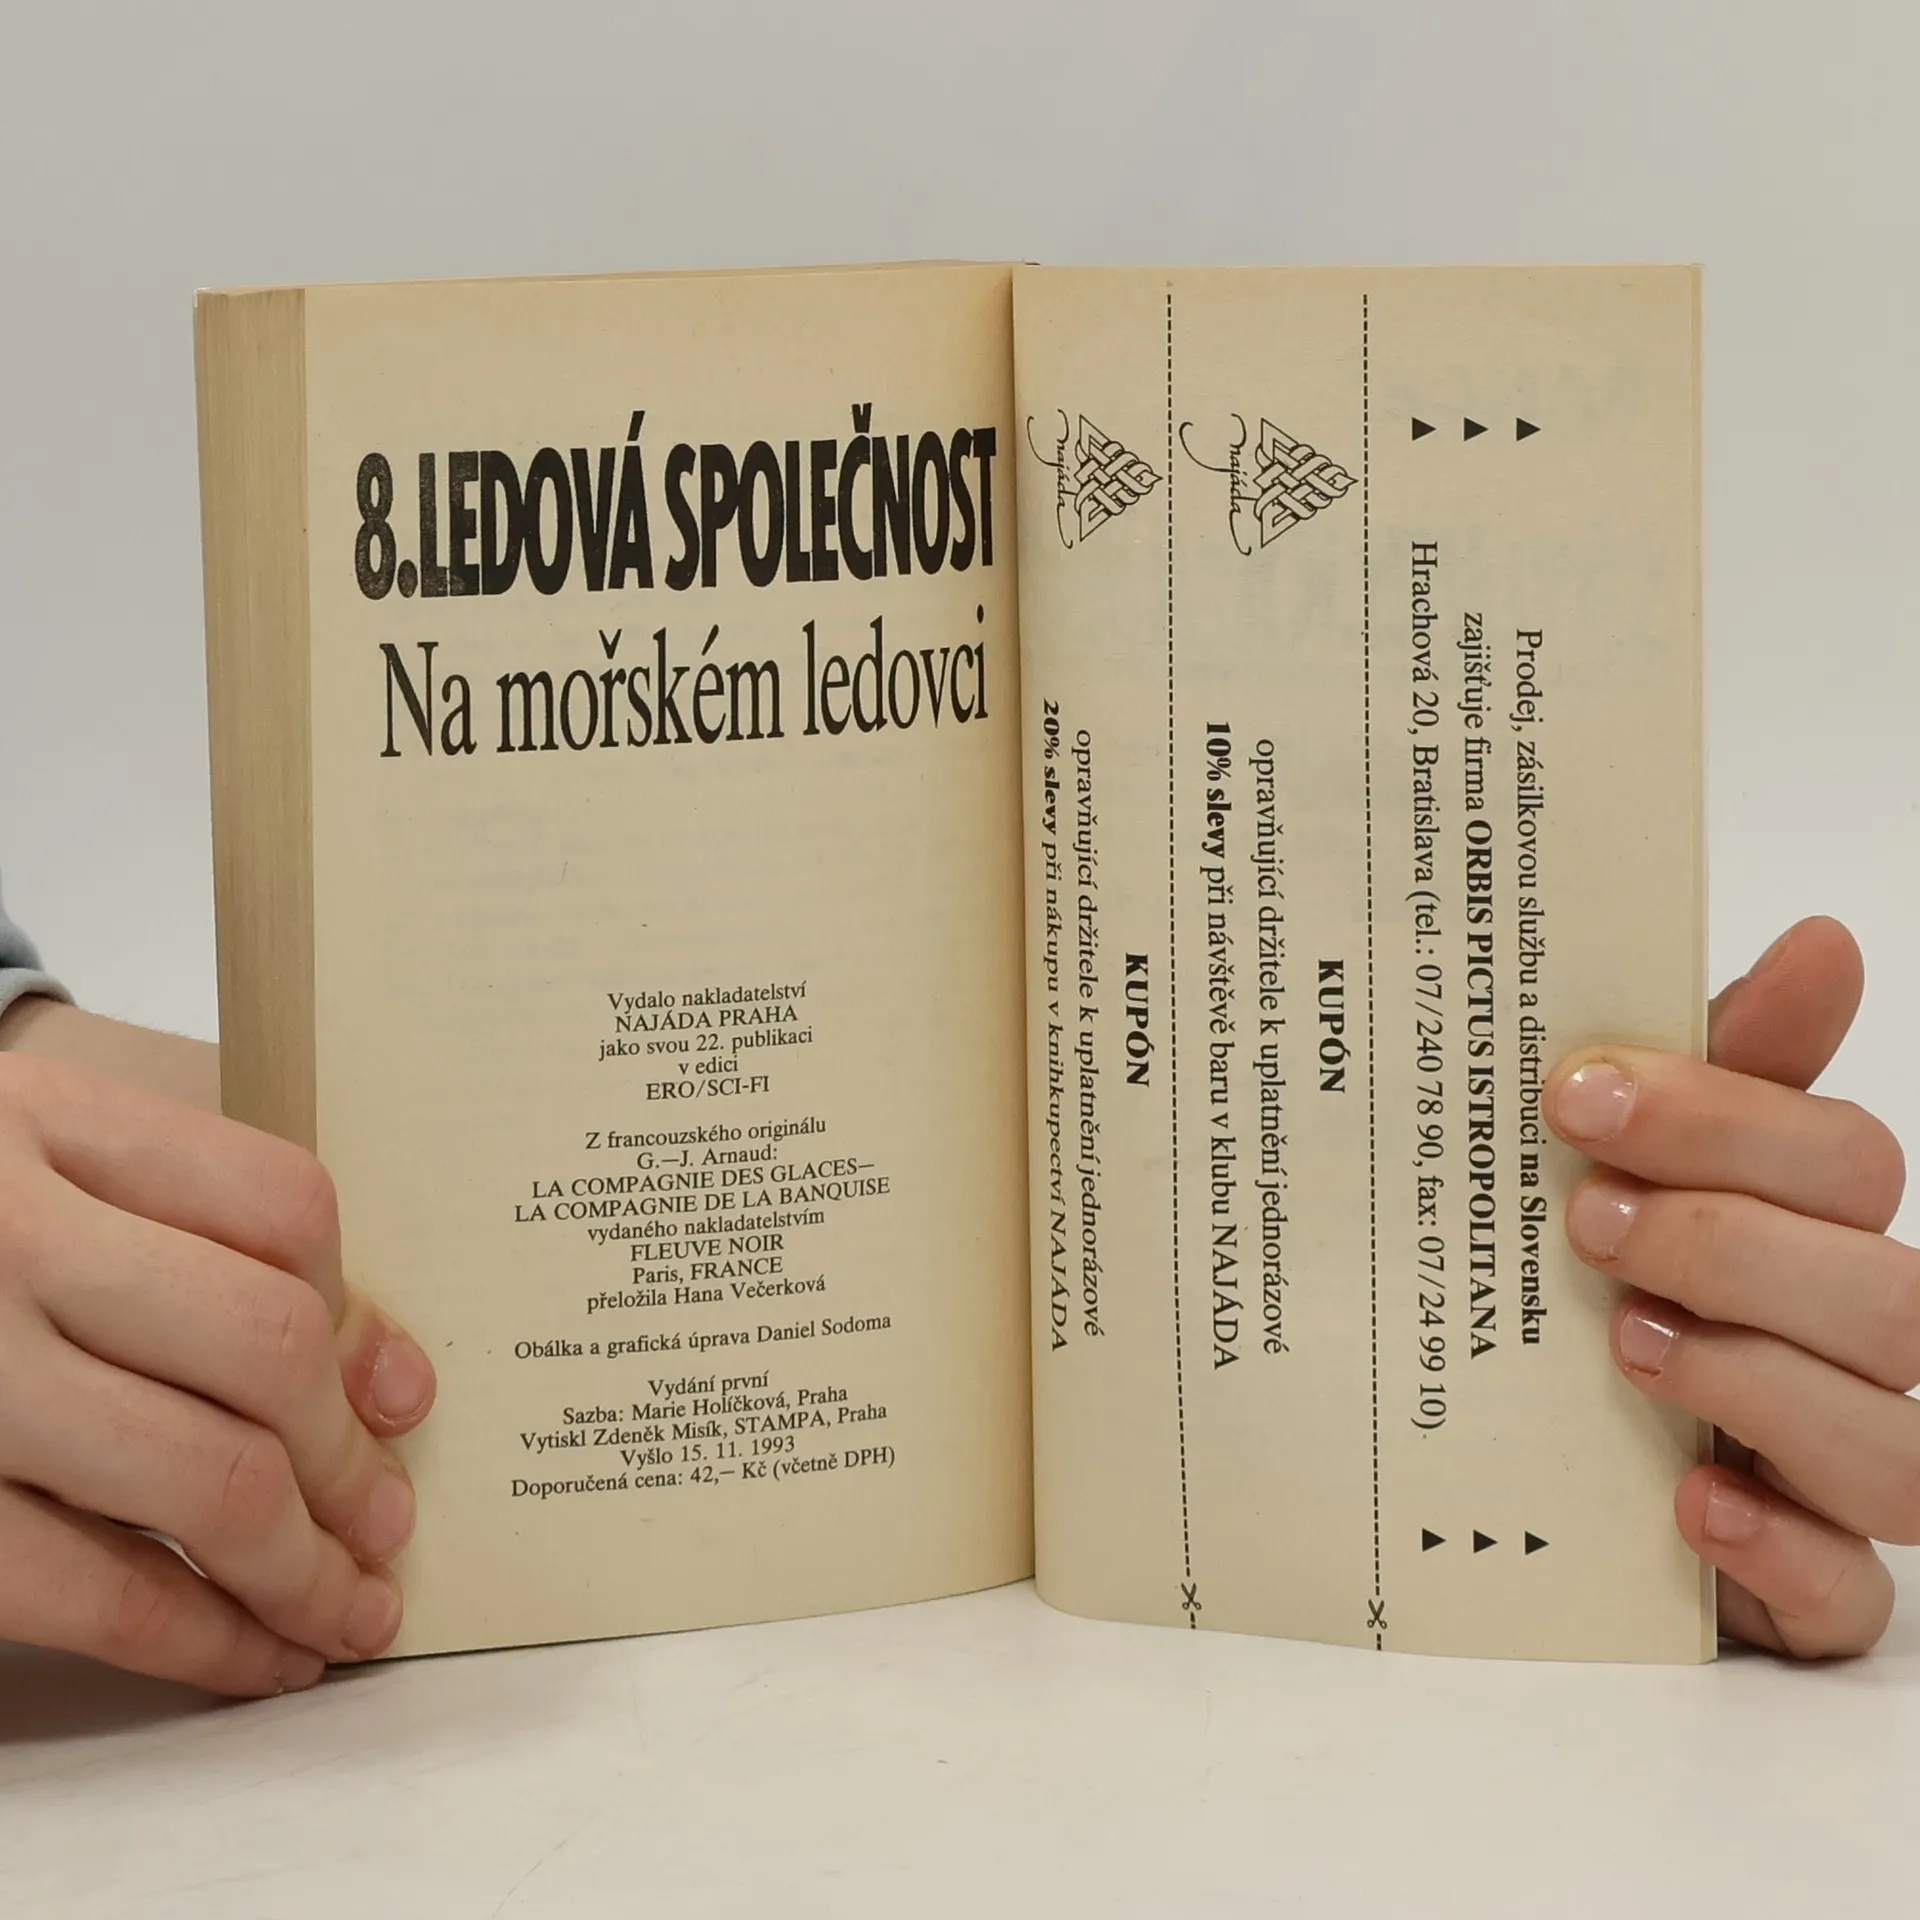 8.LEDOVÁ SPOLEČNOST
Na mořském ledovci
Vydalo nakladatelství
NAJÁDA PRAHA
jako svou 22. publikaci
v edici
ERO/SCI-FI
Z francouzského originálu
G.—J. Arnaud:
LA COMPAGNIE DES GLACES—
LA COMPAGNIE DE LA BANQUISE
vydaného nakladatelstvím
FLEUVE NOIR
Paris, FRANCE
přeložila Hana Večerková
Obálka a grafická úprava Daniel Sodoma
Vydání první
Sazba: Marie Holíčková, Praha
Vytiskl Zdeněk Misík, STAMPA, Praha
Vyšlo 15. 11. 1993
Doporučená cena: 42,— Kč (včetně DPH)
Prodej, zásilkovou službu a distribuci na Slovensku
zajišťuje firma ORBIS PICTUS ISTROPOLITANA
Hrachová 20, Bratislava (tel.: 07/240 78 90, fax: 07/24 99 10).
najáda
KUPÓN
opravňující držitele k uplatnění jednorázové
10% slevy při návštěvě baru v klubu NAJÁDA
najáda
KUPÓN
opravňující držitele k uplatnění jednorázové
20% slevy při nákupu v knihkupectví NAJÁDA